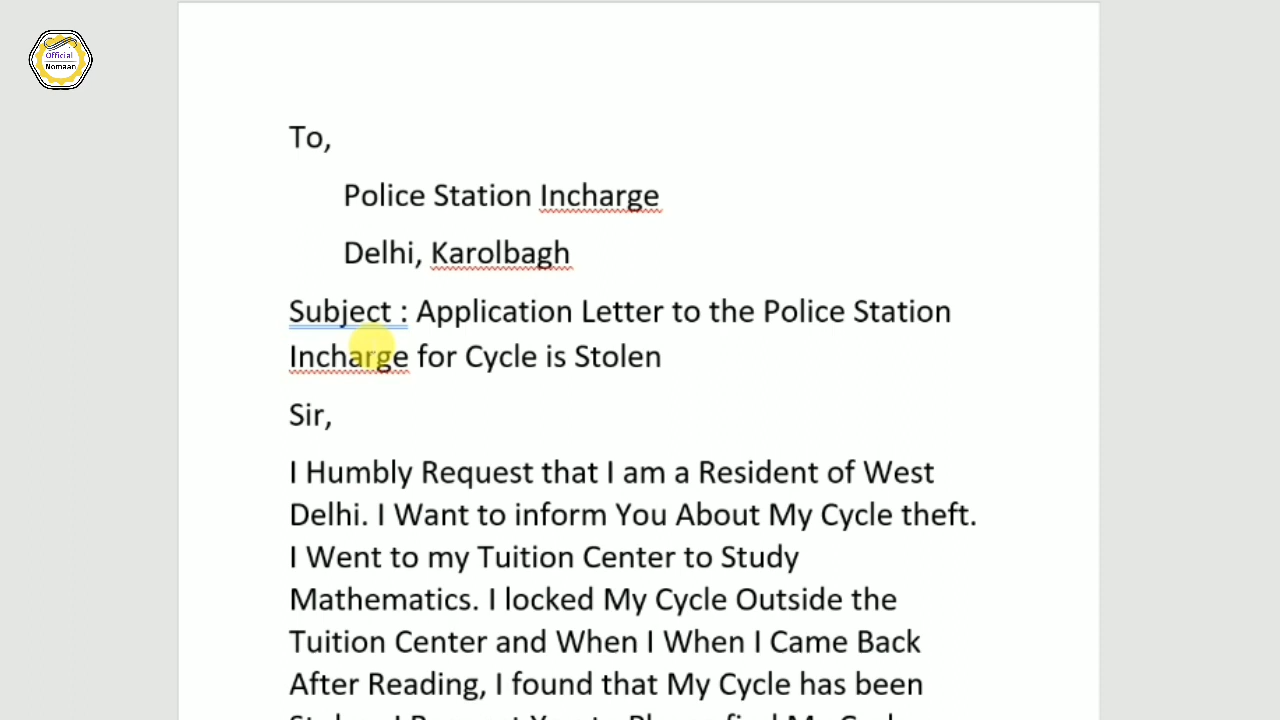 Official
Nomaan
To,
Police Station Incharge
Delhi, Karolbagh
Subject : Application Letter to the Police Station
Incharge for Cycle is Stolen
Sir,
I Humbly Request that I am a Resident of West
Delhi. I Want to inform You About My Cycle theft.
I Went to my Tuition Center to Study
Mathematics. I locked My Cycle Outside the
Tuition Center and When I When I Came Back
After Reading, I found that My Cycle has been